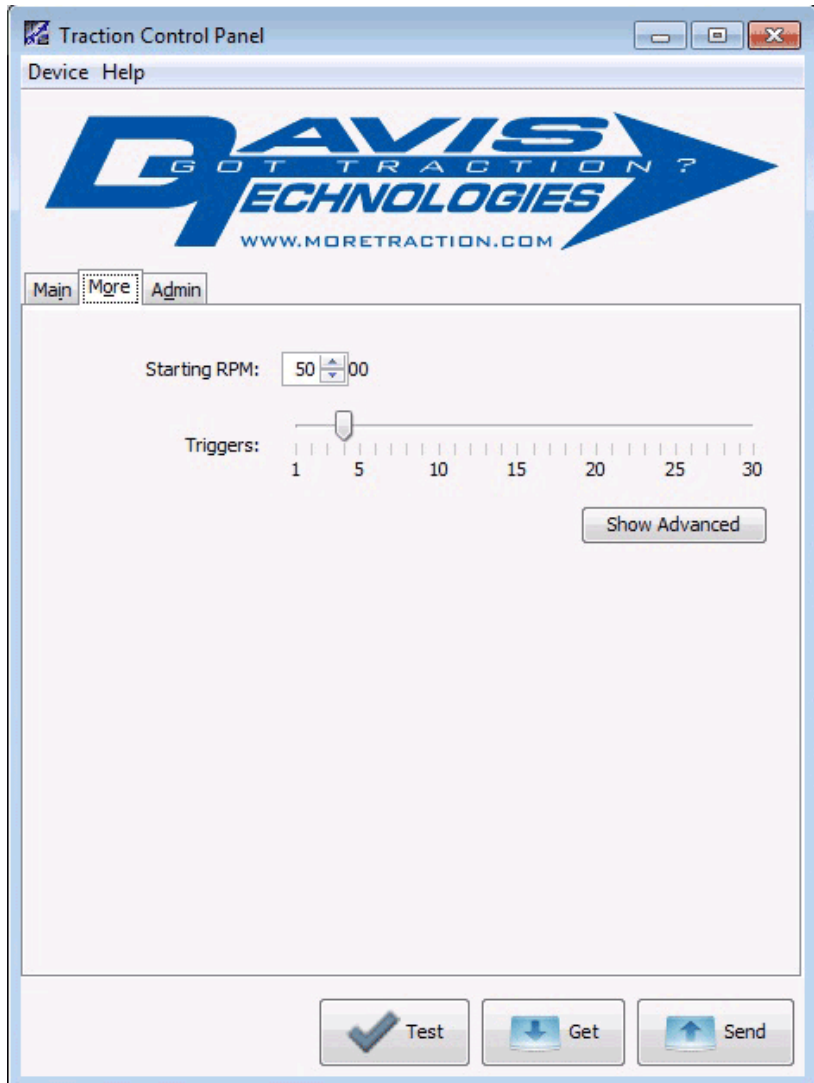 Traction Control Panel
Device Help
DAVIS
GOT TRACTION?
TECHNOLOGIES
WWW.MORETRACTION.COM
Main More Admin
Starting RPM: 50 00
Triggers:
1 5 10 15 20 25 30
Show Advanced
Test Get Send